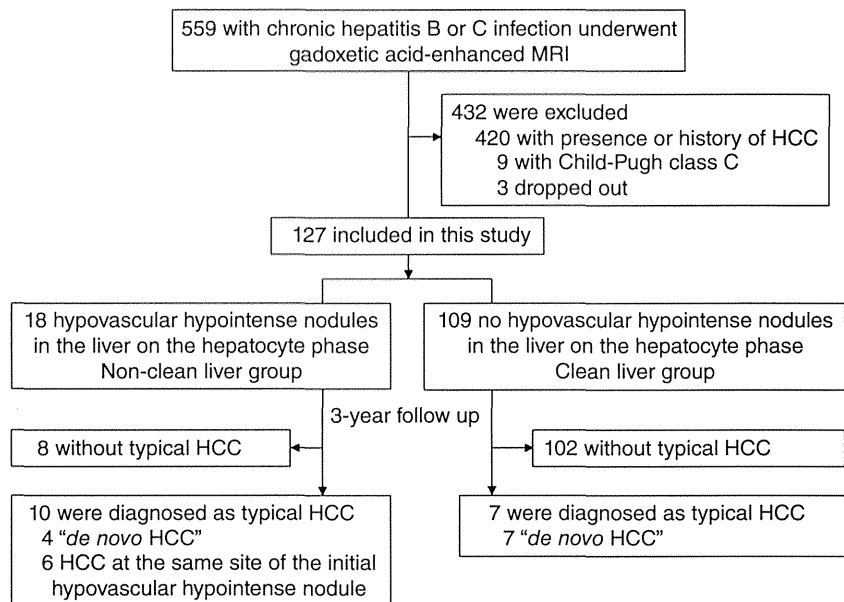 559 with chronic hepatitis B or C infection underwent
gadoxetic acid-enhanced MRI
432 were excluded
420 with presence or history of HCC
9 with Child-Pugh class C
3 dropped out
127 included in this study
18 hypovascular hypointense nodules
in the liver on the hepatocyte phase
Non-clean liver group
109 no hypovascular hypointense nodules
in the liver on the hepatocyte phase
Clean liver group
3-year follow up
8 without typical HCC
102 without typical HCC
10 were diagnosed as typical HCC
4 “de novo HCC”
6 HCC at the same site of the initial
hypovascular hypointense nodule
7 were diagnosed as typical HCC
7 “de novo HCC”